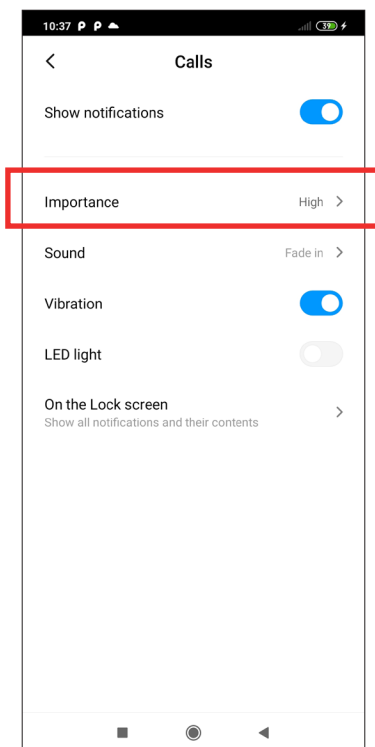 10:37
39
Calls
Show notifications
Importance High
Sound Fade in
Vibration
LED light
On the Lock screen
Show all notifications and their contents